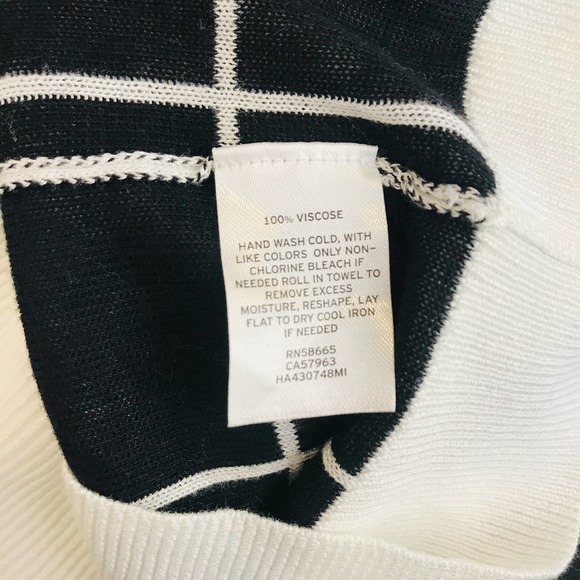 100% VISCOSE
HAND WASH COLD, WITH
LIKE COLORS ONLY NON-
CHLORINE BLEACH IF
NEEDED ROLL IN TOWEL TO
REMOVE EXCESS
MOISTURE, RESHAPE, LAY
FLAT TO DRY COOL IRON
IF NEEDED
RN58665
CA57963
HA430748MI